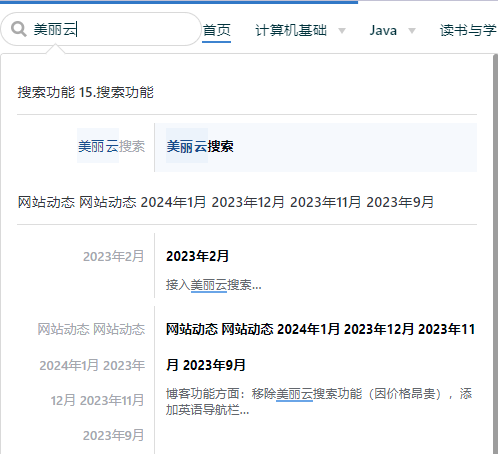 美丽云 首页 计算机基础 Java 读书与学
搜索功能 15.搜索功能
美丽云搜索 美丽云搜索
网站动态 网站动态 2024年1月 2023年12月 2023年11月 2023年9月
2023年2月 2023年2月
接入美丽云搜索...
网站动态 网站动态
2024年1月 2023年
12月 2023年11月
2023年9月
网站动态 网站动态 2024年1月 2023年12月 2023年11
月 2023年9月
博客功能方面：移除美丽云搜索功能（因价格昂贵），添
加英语导航栏...